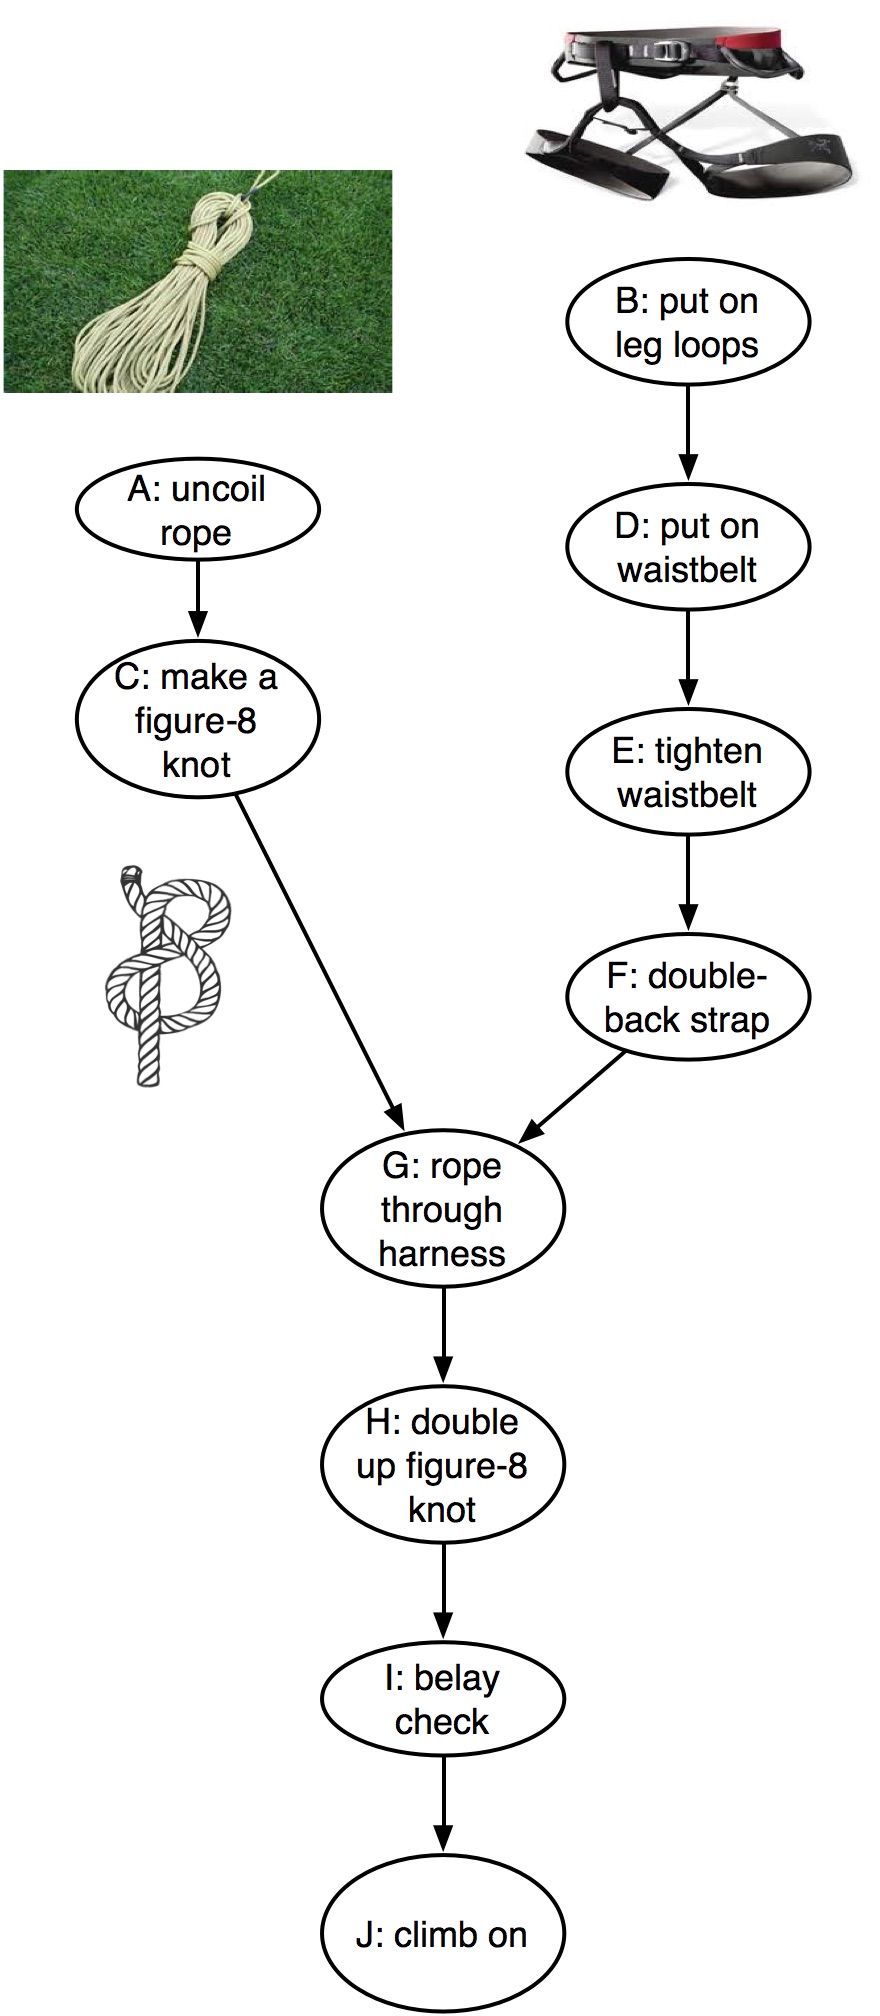 B: put on
leg loops
A: uncoil
rope
D: put on
waistbelt
C: make a
figure-8
knot
E: tighten
waistbelt
F: double-
back strap
G: rope
through
harness
H: double
up figure-8
knot
I: belay
check
J: climb on